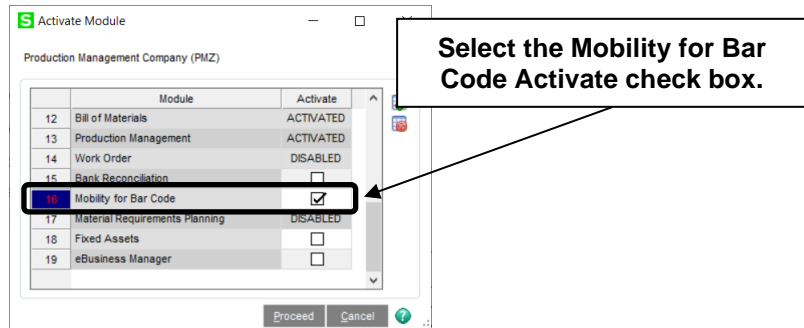 S Activate Module
Production Management Company (PMZ)
Module Activate
12 Bill of Materials ACTIVATED
13 Production Management ACTIVATED
14 Work Order DISABLED
15 Bank Reconciliation
16 Mobility for Bar Code
17 Material Requirements Planning DISABLED
18 Fixed Assets
19 eBusiness Manager
Proceed Cancel ?
Select the Mobility for Bar
Code Activate check box.